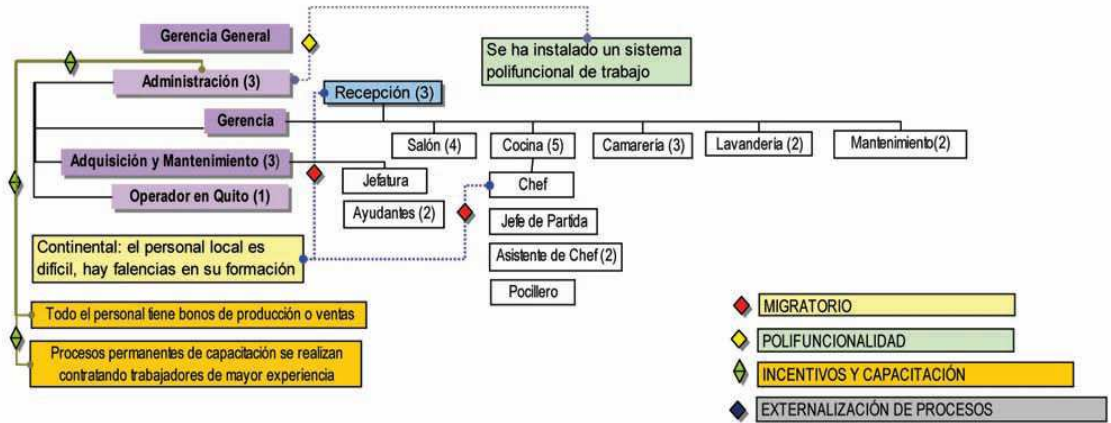 Gerencia General
Se ha instalado un sistema
polifuncional de trabajo
Administración (3)
Recepción (3)
Gerencia
Salón (4)
Cocina (5)
Camarería (3)
Lavandería (2)
Mantenimiento(2)
Adquisición y Mantenimiento (3)
Jefatura
Chef
Operador en Quito (1)
Ayudantes (2)
Jefe de Partida
Continental: el personal local es
difícil, hay falencias en su formación
Asistente de Chef (2)
Pocillero
Todo el personal tiene bonos de producción o ventas
Procesos permanentes de capacitación se realizan
contratando trabajadores de mayor experiencia
MIGRATORIO
POLIFUNCIONALIDAD
INCENTIVOS Y CAPACITACIÓN
EXTERNALIZACIÓN DE PROCESOS